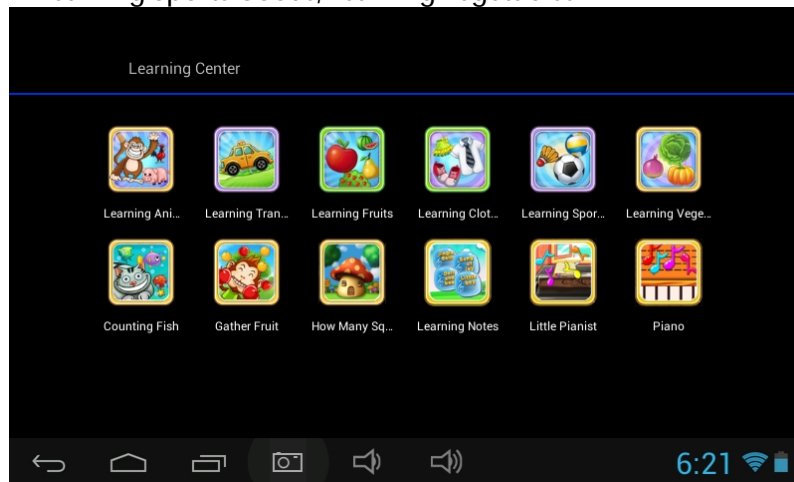 Learning Center
Learning Ani...
Learning Tran...
Learning Fruits
Learning Clot...
Learning Spor...
Learning Vege...
Counting Fish
Gather Fruit
How Many Sq...
Learning Notes
Little Pianist
Piano
6:21